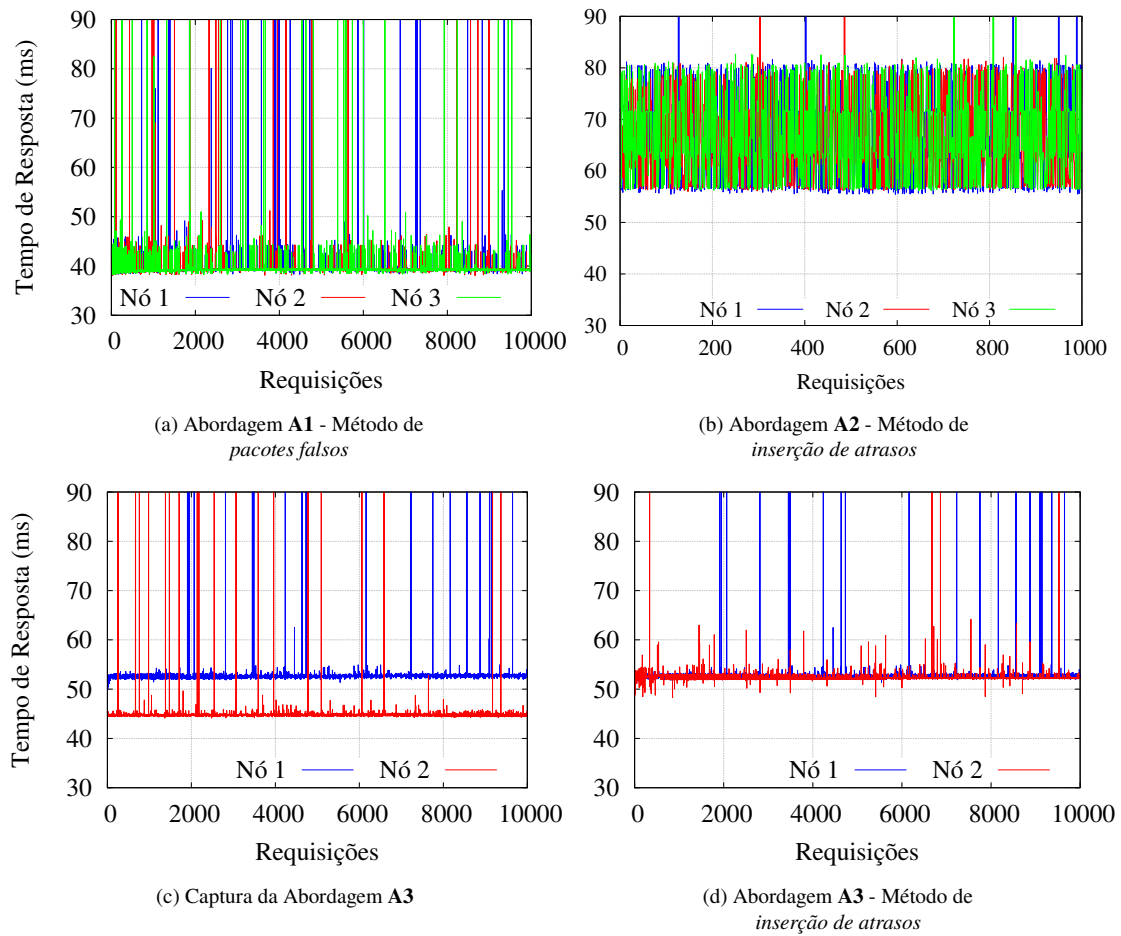 90
80
70
60
50
40
30
Tempo de Resposta (ms)
Nó 1 Nó 2 Nó 3
0 2000 4000 6000 8000 10000
Requisições
(a) Abordagem A1 - Método de
pacotes falsos
90
80
70
60
50
40
30
Nó 1 Nó 2 Nó 3
0 200 400 600 800 1000
Requisições
(b) Abordagem A2 - Método de
inserção de atrasos
90
80
70
60
50
40
30
Tempo de Resposta (ms)
Nó 1 Nó 2
0 2000 4000 6000 8000 10000
Requisições
(c) Captura da Abordagem A3
90
80
70
60
50
40
30
Nó 1 Nó 2
0 2000 4000 6000 8000 10000
Requisições
(d) Abordagem A3 - Método de
inserção de atrasos